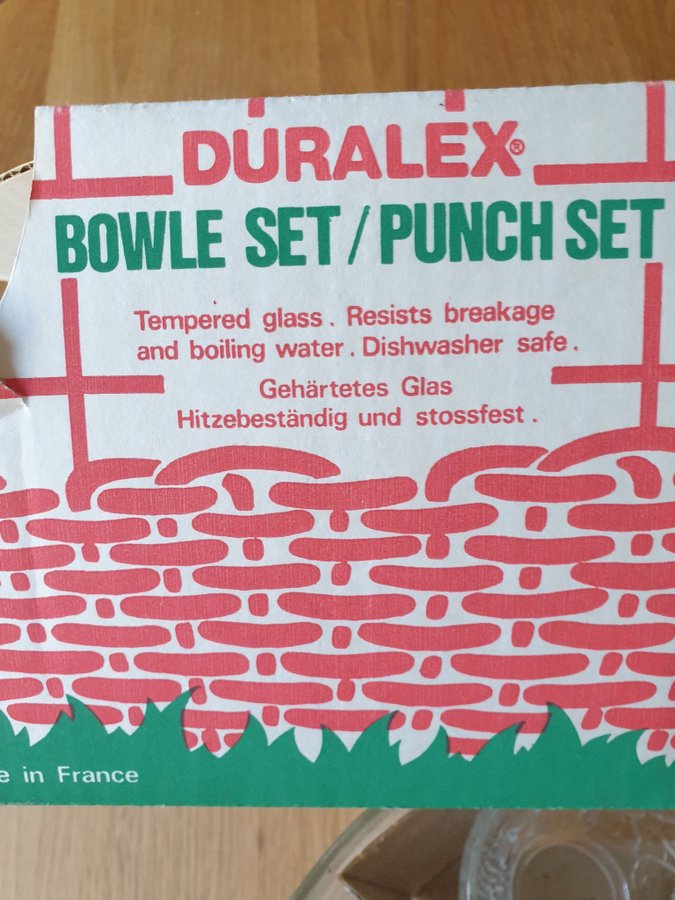 DURALEX®
BOWLE SET/PUNCH SET
Tempered glass. Resists breakage
and boiling water. Dishwasher safe.
Gehärtetes Glas
Hitzebeständig und stossfest.
e in France